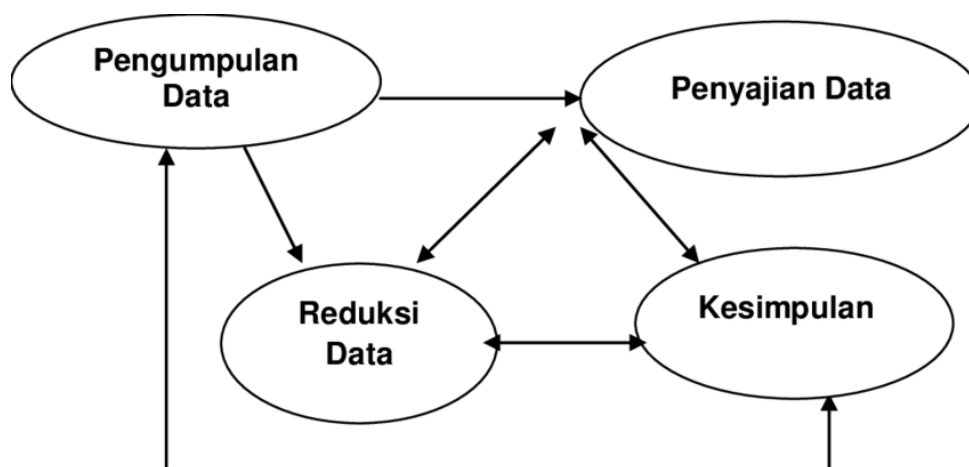 Pengumpulan
Data
Penyajian Data
Reduksi
Data
Kesimpulan